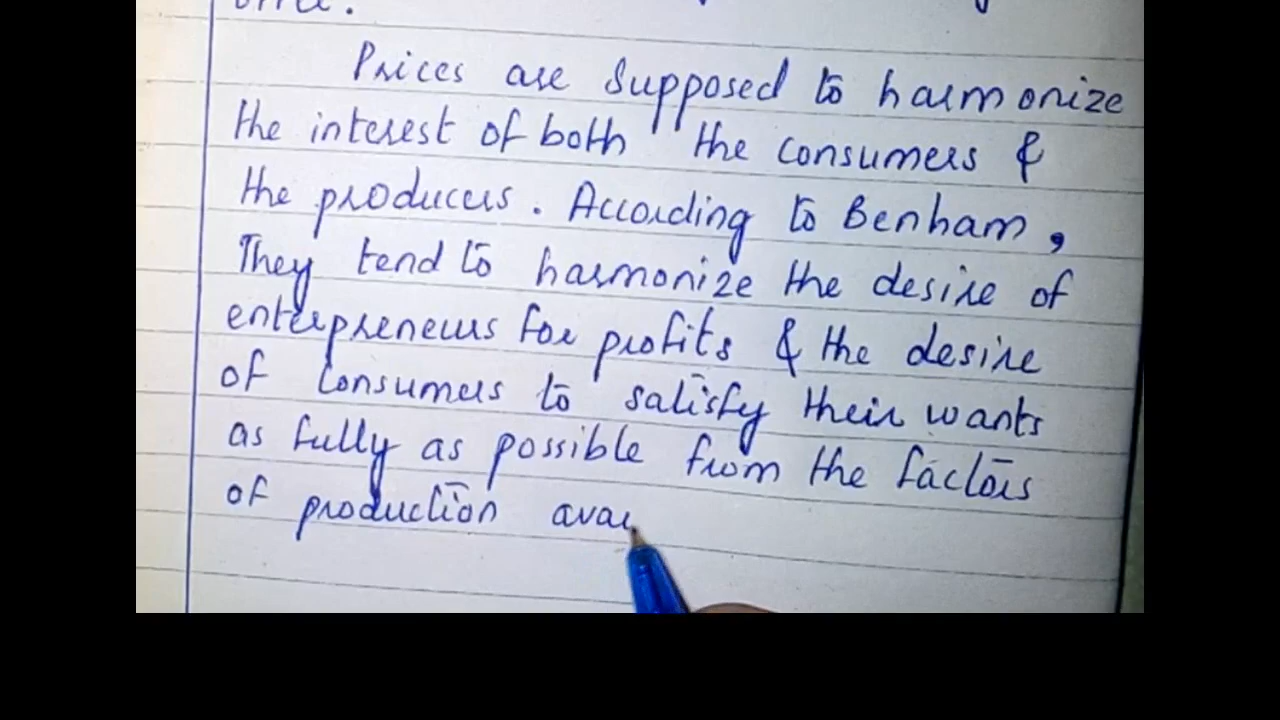 Prices are supposed to harmonize
the interest of both the consumers &
the producers. According to Benham,
They tend to harmonize the desire of
entrepreneurs for profits & the desire
of consumers to satisfy their wants
as fully as possible from the factors
of production avai